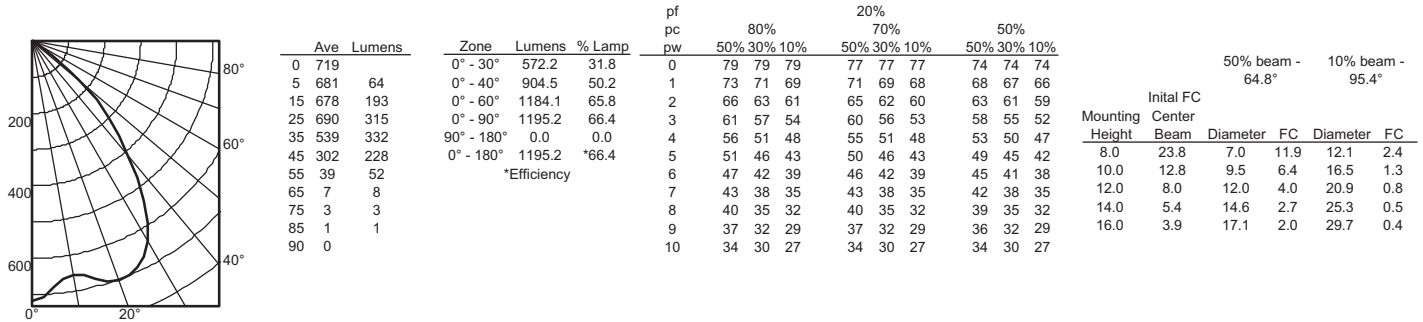 80°
200
60°
400
600
40°
0°
20°
Ave Lumens
0 719
5 681 64
15 678 193
25 690 315
35 539 332
45 302 228
55 39 52
65 7 8
75 3 3
85 1 1
90 0
Zone Lumens % Lamp
0° - 30° 572.2 31.8
0° - 40° 904.5 50.2
0° - 60° 1184.1 65.8
0° - 90° 1195.2 66.4
90° - 180° 0.0 0.0
0° - 180° 1195.2 *66.4
*Efficiency
pf 20%
pc 80% 70% 50%
pw 50% 30% 10% 50% 30% 10% 50% 30% 10%
0 79 79 79 77 77 77 74 74 74
1 73 71 69 71 69 68 68 67 66
2 66 63 61 65 62 60 63 61 59
3 61 57 54 60 56 53 58 55 52
4 56 51 48 55 51 48 53 50 47
5 51 46 43 50 46 43 49 45 42
6 47 42 39 46 42 39 45 41 38
7 43 38 35 43 38 35 42 38 35
8 40 35 32 40 35 32 39 35 32
9 37 32 29 37 32 29 36 32 29
10 34 30 27 34 30 27 34 30 27
50% beam - 10% beam -
64.8° 95.4°
Inital FC
Mounting Center
Height Beam Diameter FC Diameter FC
8.0 23.8 7.0 11.9 12.1 2.4
10.0 12.8 9.5 6.4 16.5 1.3
12.0 8.0 12.0 4.0 20.9 0.8
14.0 5.4 14.6 2.7 25.3 0.5
16.0 3.9 17.1 2.0 29.7 0.4